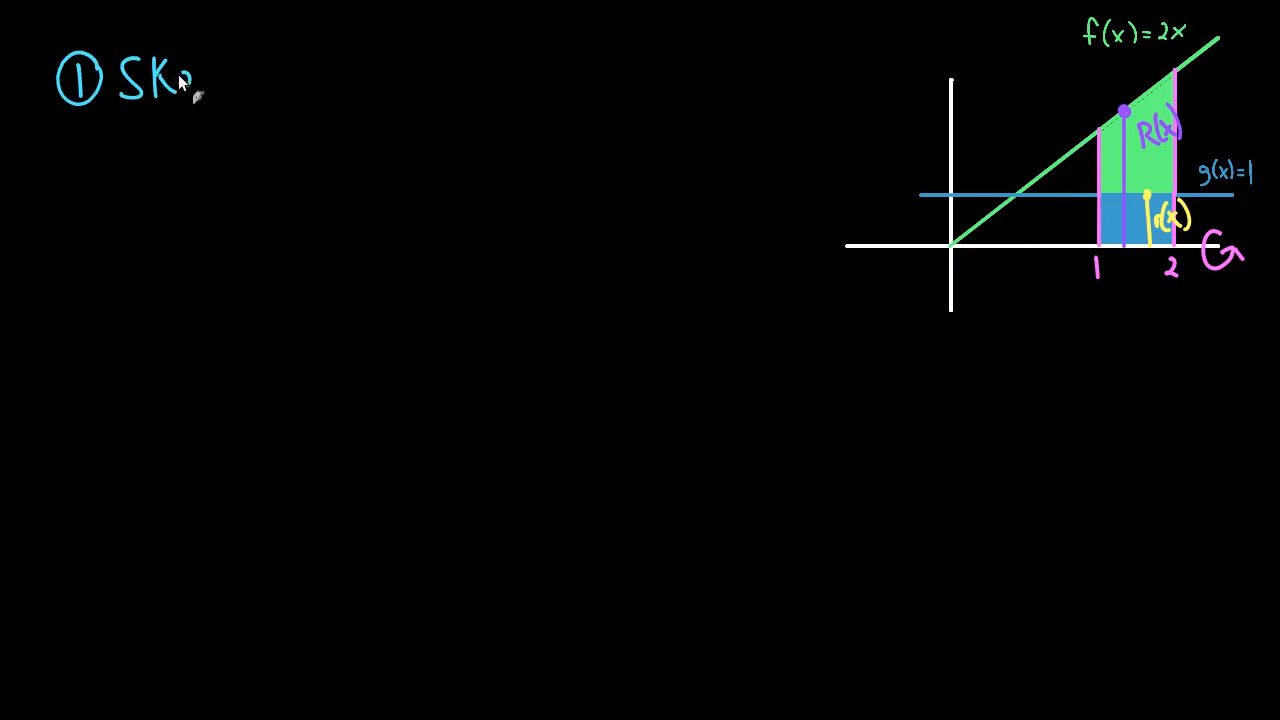 ① SK
f(x)=2x
R(x)
g(x)=1
r(x)
1
2